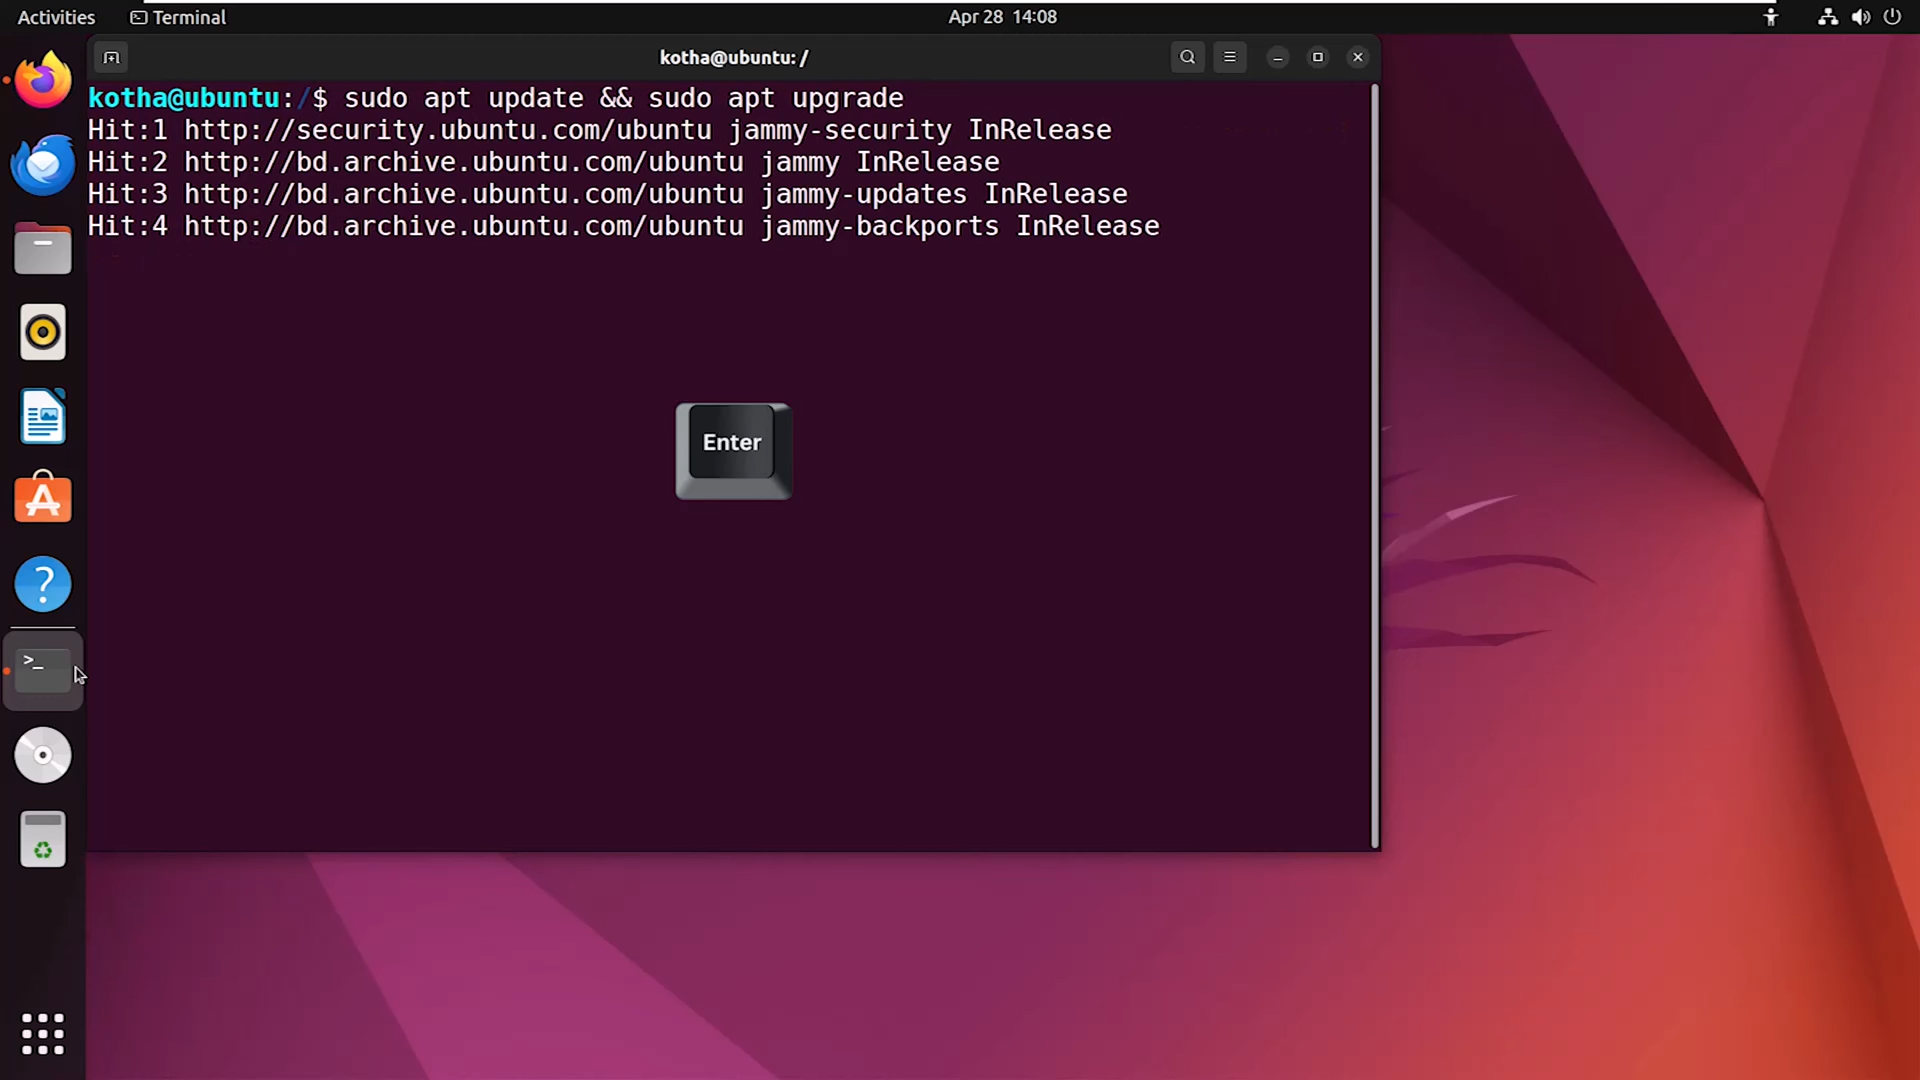 Activities
Terminal
Apr 28 14:08
kotha@ubuntu: /
kotha@ubuntu:/$ sudo apt update && sudo apt upgrade
Hit:1 http://security.ubuntu.com/ubuntu jammy-security InRelease
Hit:2 http://bd.archive.ubuntu.com/ubuntu jammy InRelease
Hit:3 http://bd.archive.ubuntu.com/ubuntu jammy-updates InRelease
Hit:4 http://bd.archive.ubuntu.com/ubuntu jammy-backports InRelease
Enter